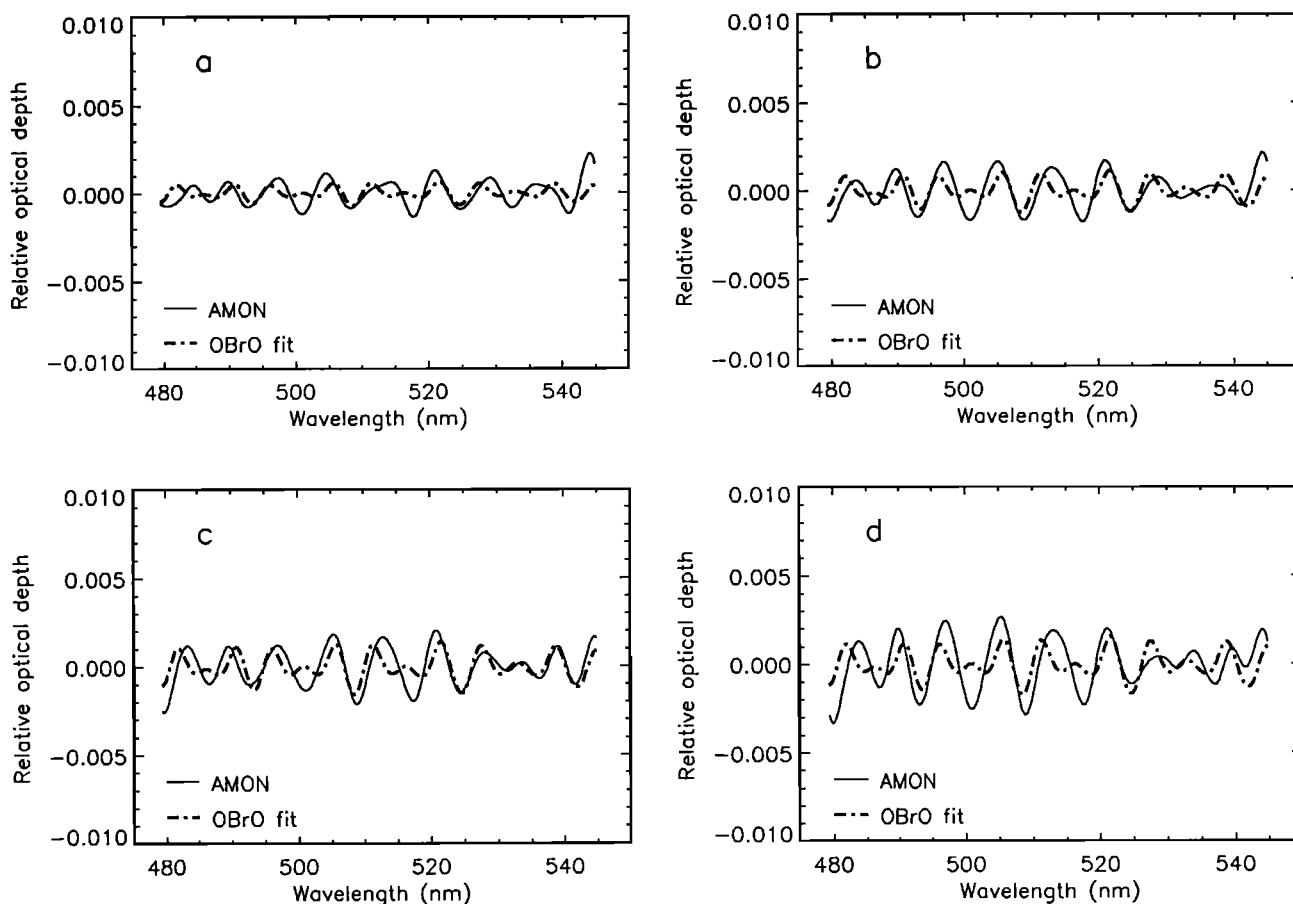 a
Relative optical depth
0.010
0.005
0.000
−0.005
−0.010
AMON
OBrO fit
480
500
520
540
Wavelength (nm)
b
Relative optical depth
0.010
0.005
0.000
−0.005
−0.010
AMON
OBrO fit
480
500
520
540
Wavelength (nm)
c
Relative optical depth
0.010
0.005
0.000
−0.005
−0.010
AMON
OBrO fit
480
500
520
540
Wavelength (nm)
d
Relative optical depth
0.010
0.005
0.000
−0.005
−0.010
AMON
OBrO fit
480
500
520
540
Wavelength (nm)